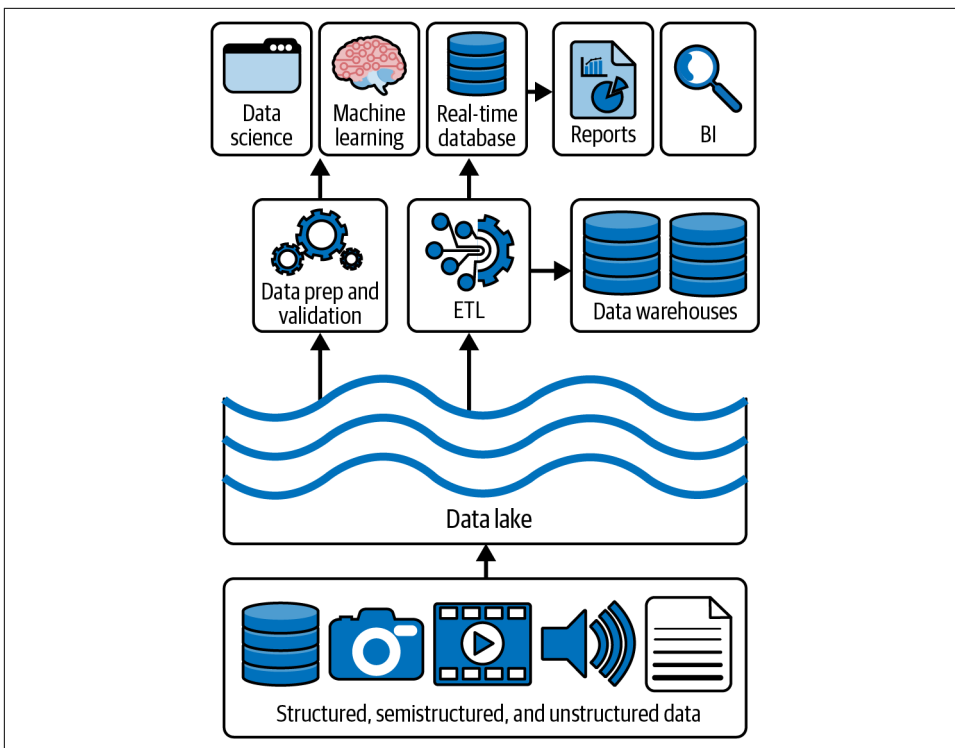 Data
science
Machine
learning
Real-time
database
Reports
BI
Data prep and
validation
ETL
Data warehouses
Data lake
Structured, semistructured, and unstructured data